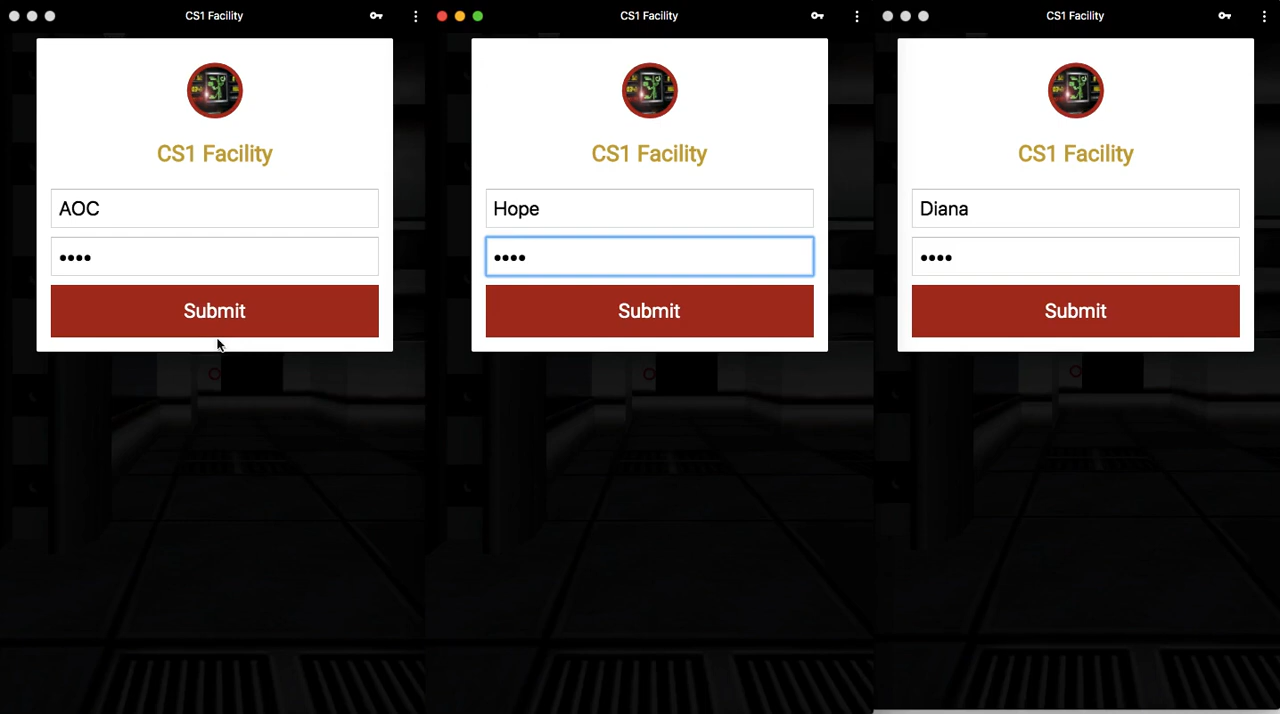 CS1 Facility
CS1 Facility
AOC
••••
Submit
CS1 Facility
CS1 Facility
Hope
••••
Submit
CS1 Facility
CS1 Facility
Diana
••••
Submit